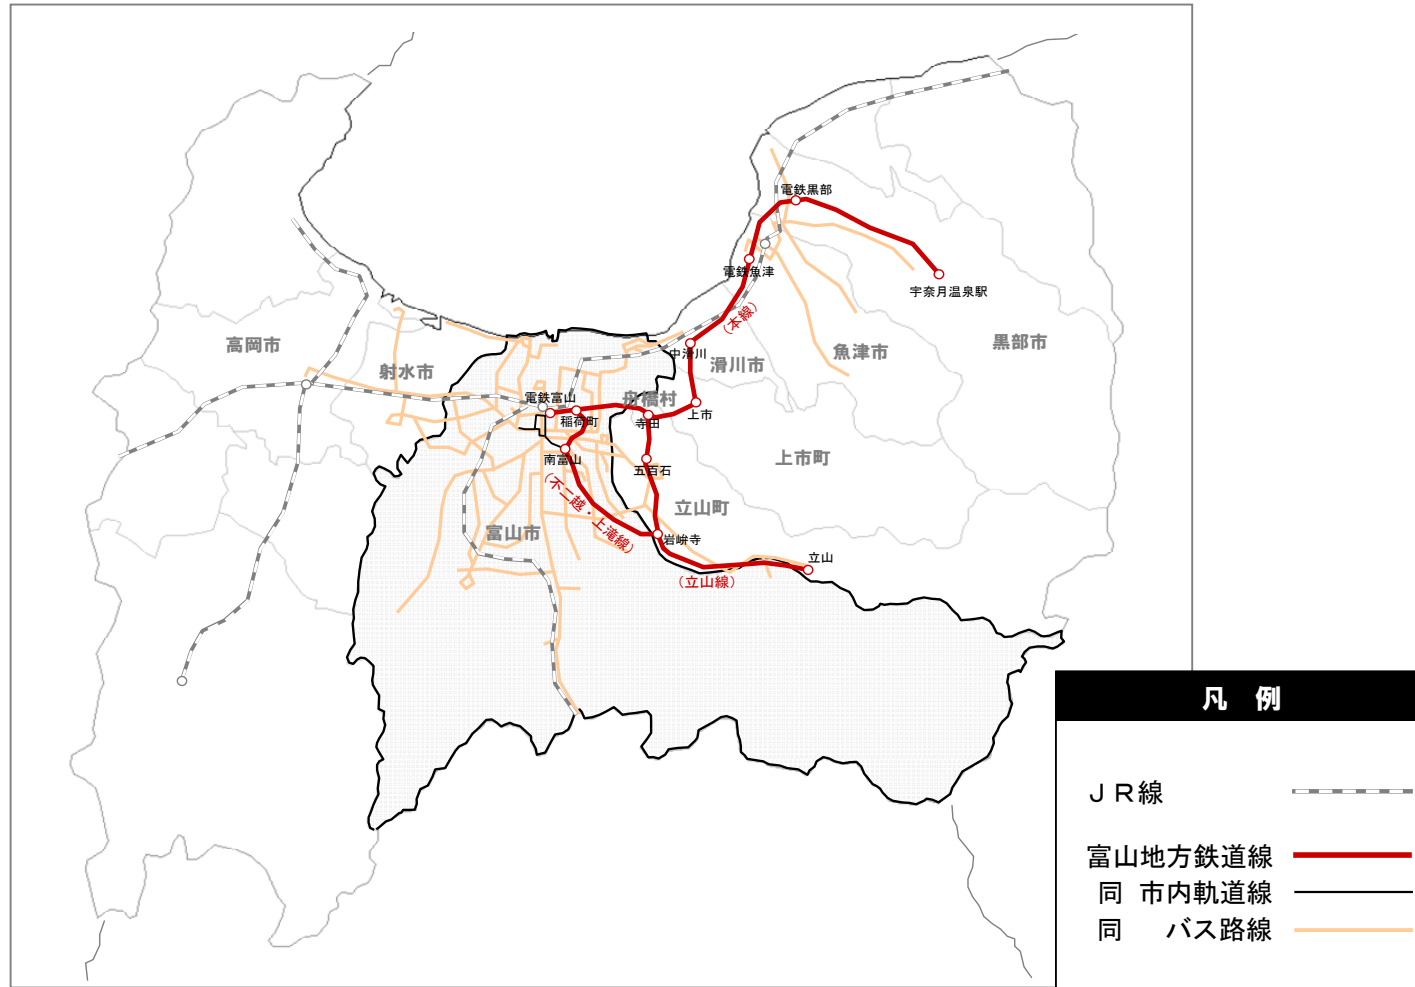 電鉄黒部
電鉄魚津
宇奈月温泉駅
(本線)
黒部市
高岡市
中滑川
魚津市
滑川市
射水市
電鉄富山
舟橋村
稲荷町
寺田
上市
南富山
五百石
上市町
(不二越・上滝線)
立山町
富山市
岩峅寺
立山
(立山線)
凡 例
JR線
富山地方鉄道線
同 市内軌道線
同 バス路線